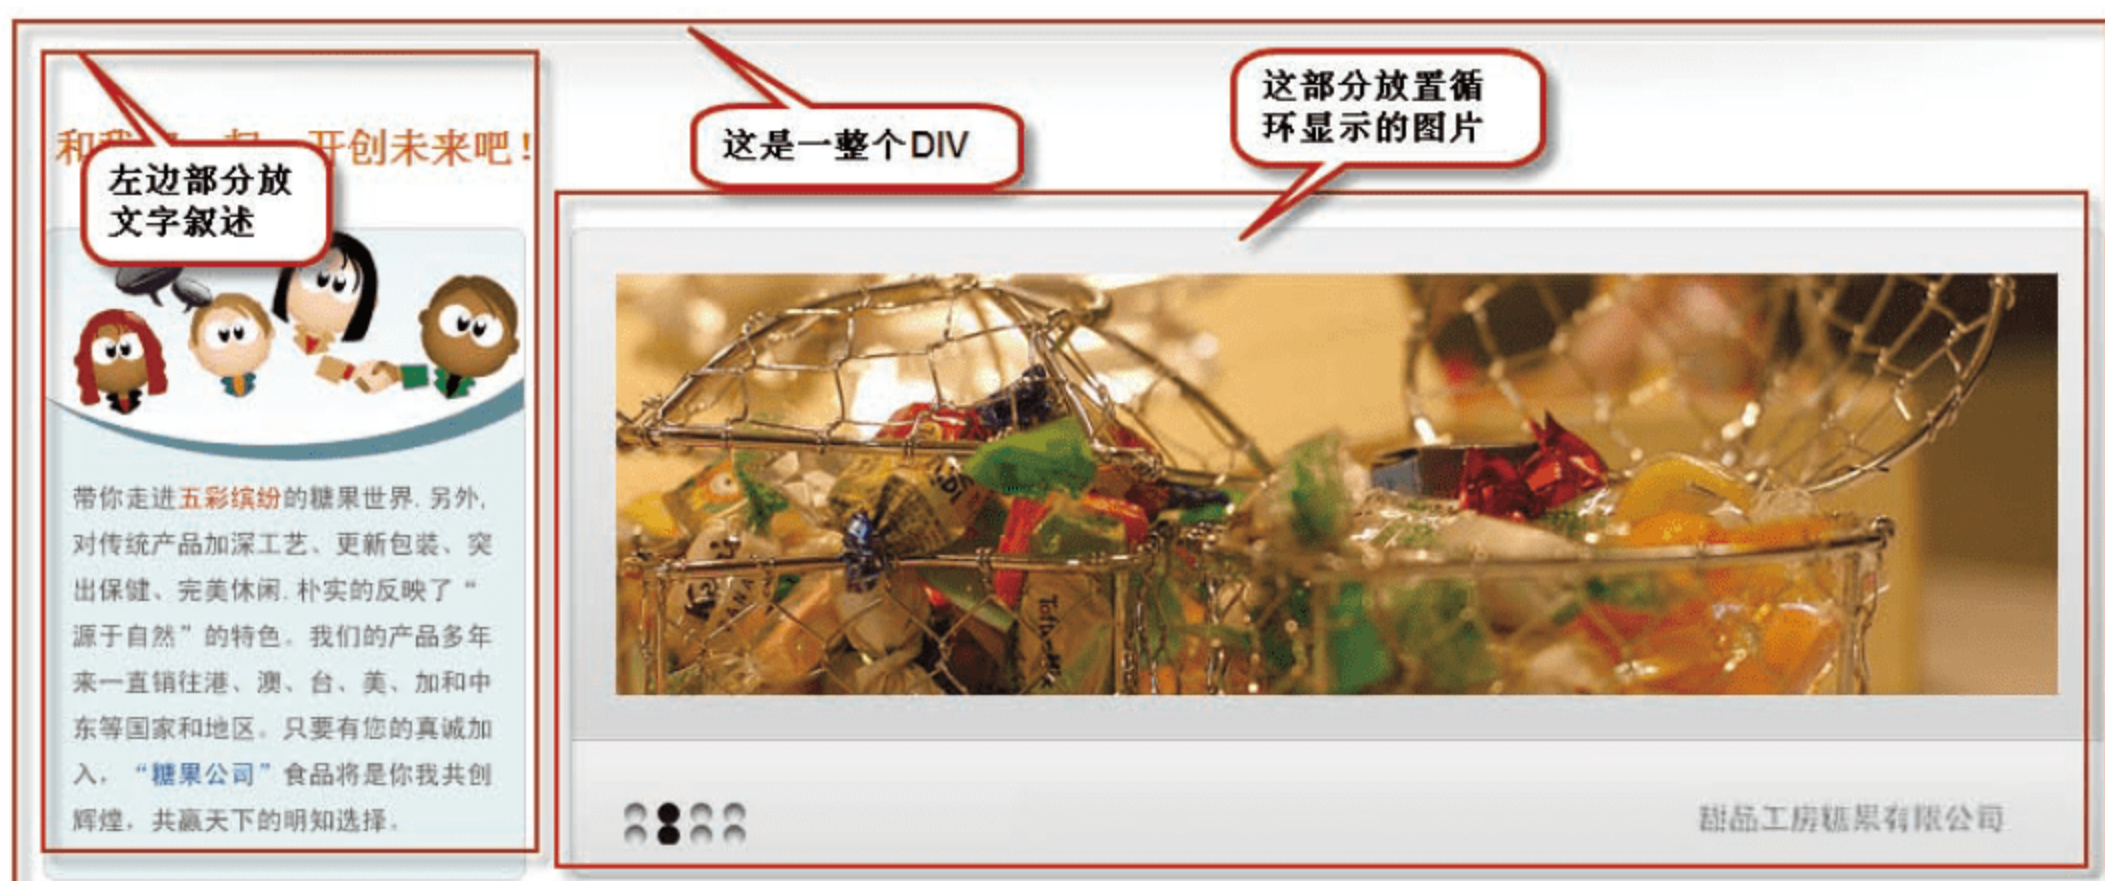 这是一整个DIV
这部分放置循
环显示的图片
左边部分放
文字叙述
和我 开创未来吧!
带你走进五彩缤纷的糖果世界.另外,
对传统产品加深工艺、更新包装、突
出保健、完美休闲.朴实的反映了“
源于自然”的特色。我们的产品多年
来一直销往港、澳、台、美、加和中
东等国家和地区。只要有您的真诚加
入,“糖果公司”食品将是你我共创
辉煌,共赢天下的明知选择。
甜品工房糖果有限公司